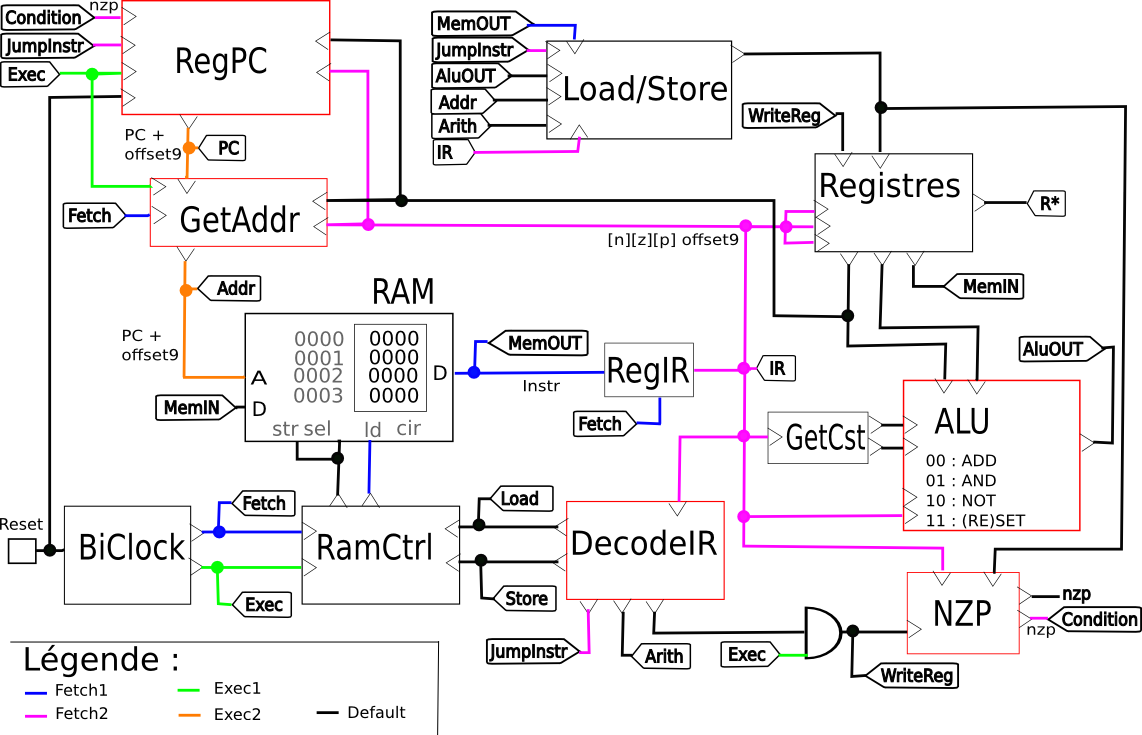 nzp
Condition
JumpInstr
Exec
RegPC
MemOUT
JumpInstr
AluOUT
Addr
Arith
IR
Load/Store
WriteReg
PC +
offset9
PC
Fetch
GetAddr
Registres
R*
[n][z][p] offset9
MemIN
Addr
RAM
PC +
offset9
0000 0000
0001 0000
0002 0000
0003 0000
A
D
D
str sel ld clr
MemIN
MemOUT
Instr
RegIR
IR
Fetch
AluOUT
GetCst
ALU
00 : ADD
01 : AND
10 : NOT
11 : (RE)SET
Reset
BiClock
Fetch
Exec
RamCtrl
Load
Store
DecodeIR
JumpInstr
Arith
Exec
WriteReg
NZP
nzp
Condition
nzp
Légende :
Fetch1
Exec1
Fetch2
Exec2
Default